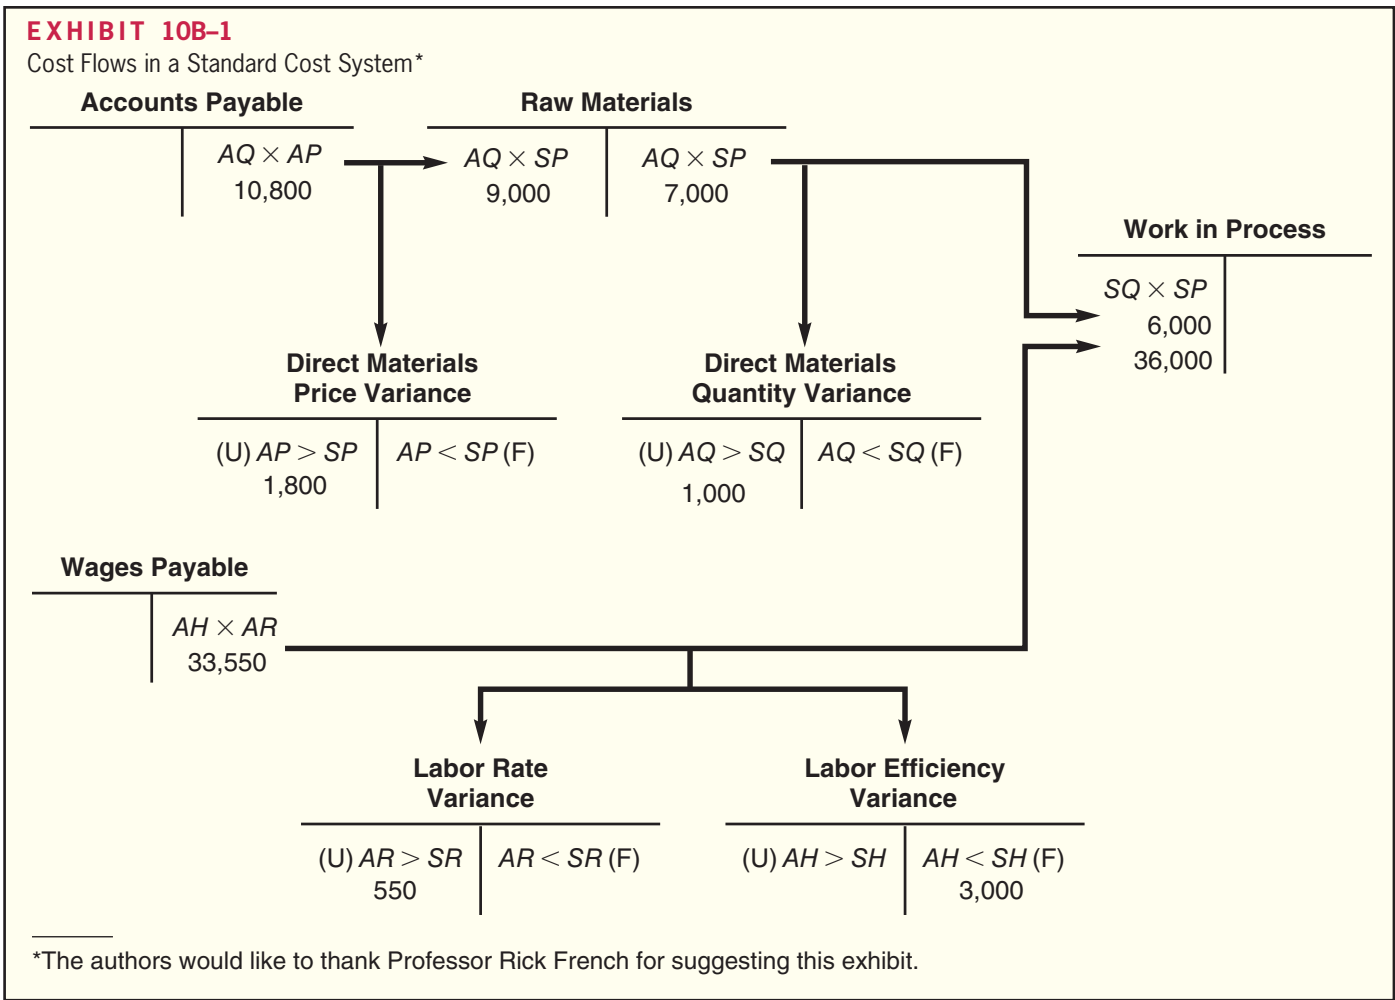 EXHIBIT 10B–1
Cost Flows in a Standard Cost System*
Accounts Payable
Raw Materials
AQ × AP
10,800
AQ × SP
9,000
AQ × SP
7,000
Work in Process
SQ × SP
6,000
36,000
Direct Materials
Price Variance
(U) AP > SP
1,800
AP < SP (F)
Direct Materials
Quantity Variance
(U) AQ > SQ
1,000
AQ < SQ (F)
Wages Payable
AH × AR
33,550
Labor Rate
Variance
(U) AR > SR
550
AR < SR (F)
Labor Efficiency
Variance
(U) AH > SH
AH < SH (F)
3,000
*The authors would like to thank Professor Rick French for suggesting this exhibit.